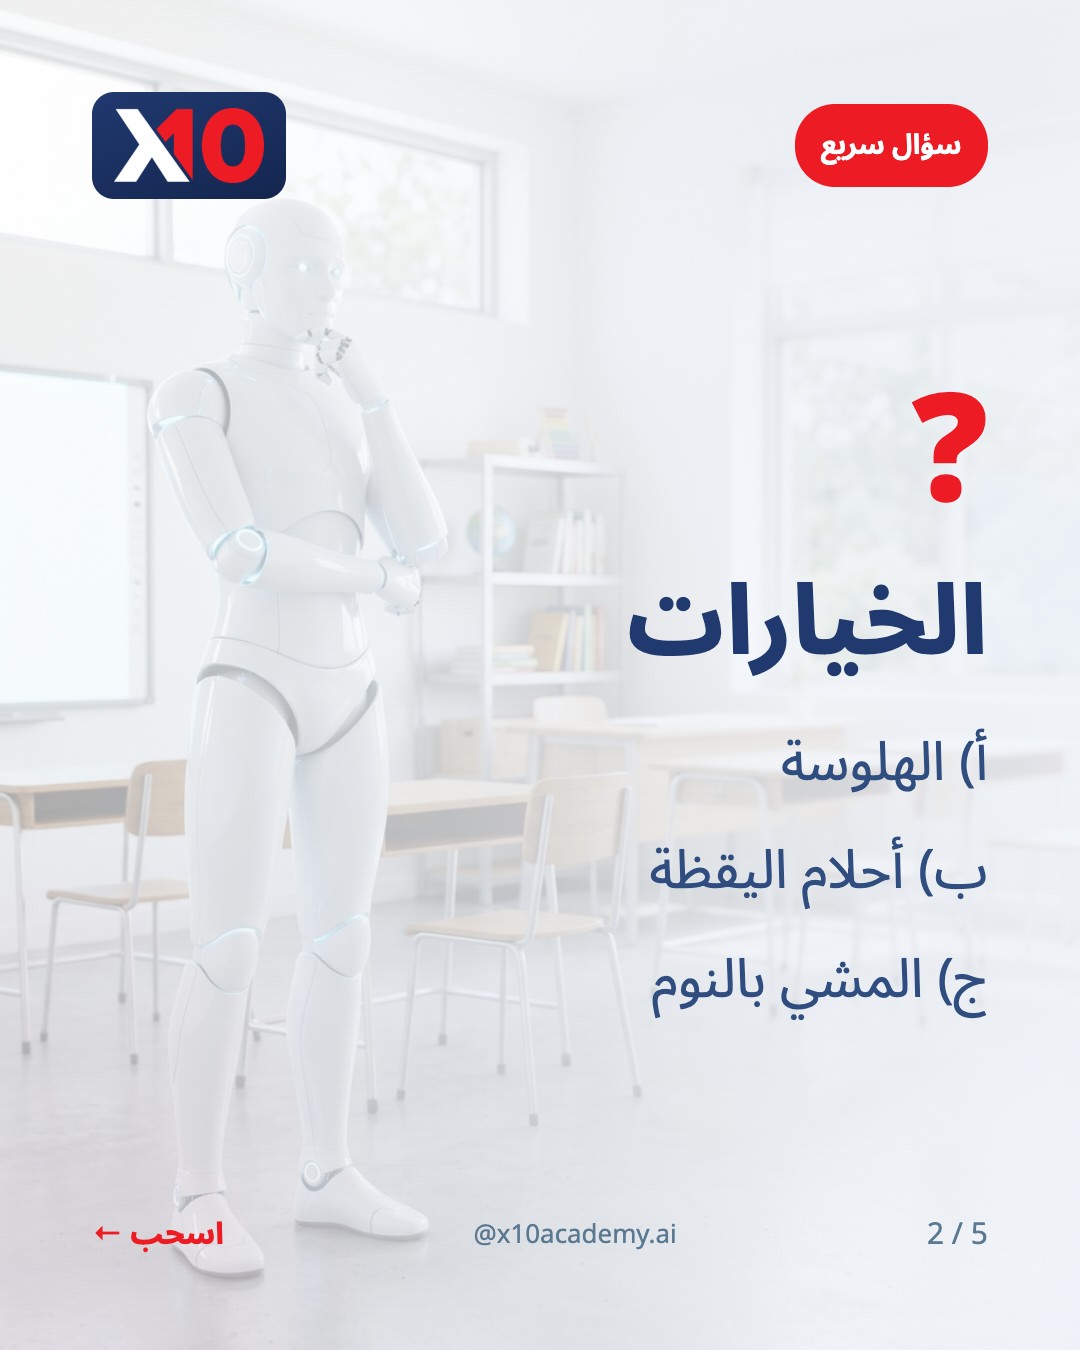 X10
سؤال سريع
?
الخيارات
أ) الهلوسة
ب) أحلام اليقظة
ج) المشي بالنوم
2 / 5
@x10academy.ai
اسحب ←